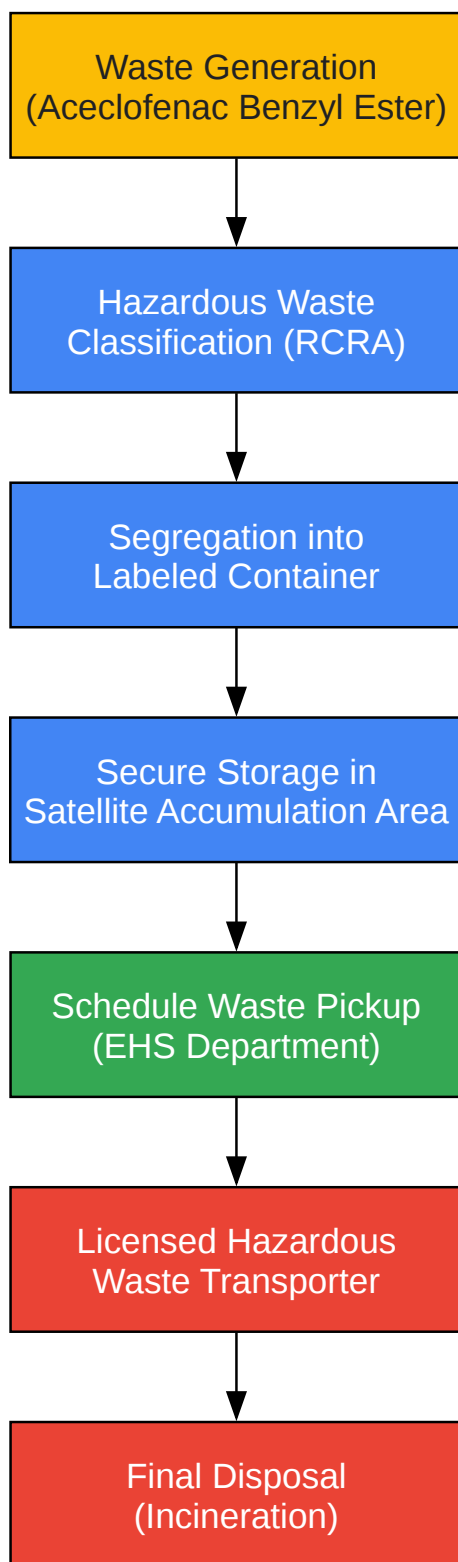 Waste Generation
(Aceclofenac Benzyl Ester)
Hazardous Waste
Classification (RCRA)
Segregation into
Labeled Container
Secure Storage in
Satellite Accumulation Area
Schedule Waste Pickup
(EHS Department)
Licensed Hazardous
Waste Transporter
Final Disposal
(Incineration)